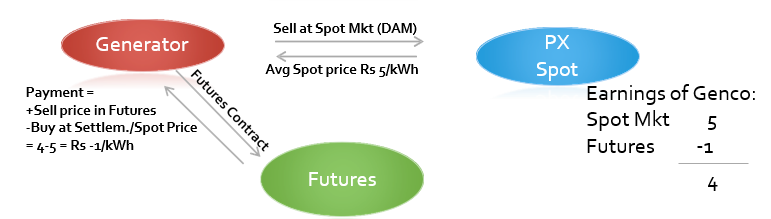 Generator
Sell at Spot Mkt (DAM)
Avg Spot price Rs 5/kWh
PX
Spot
Payment =
+Sell price in Futures
-Buy at Settlem./Spot Price
= 4-5 = Rs -1/kWh
Futures Contract
Futures
Earnings of Genco:
Spot Mkt 5
Futures -1
4